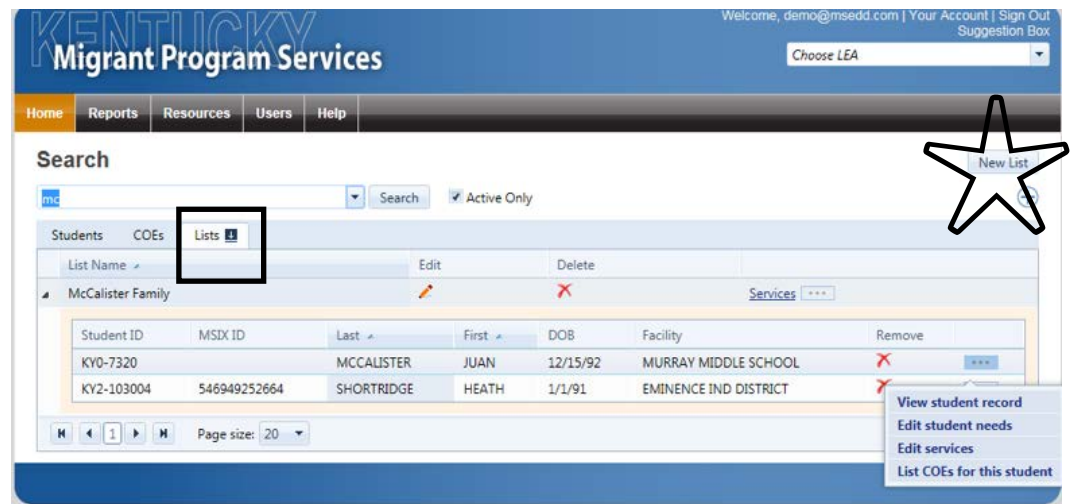 KENTUCKY
Migrant Program Services
Welcome, demo@msedd.com | Your Account | Sign Out
Suggestion Box
Choose LEA
Home Reports Resources Users Help
Search
New List
mc Search Active Only
Students COEs Lists
List Name Edit Delete
McCalister Family Services ...
Student ID MSIX ID Last First DOB Facility Remove
KY0-7320 MCCALISTER JUAN 12/15/92 MURRAY MIDDLE SCHOOL ...
KY2-103004 546949252664 SHORTRIDGE HEATH 1/1/91 EMINENCE IND DISTRICT
View student record
Edit student needs
Edit services
List COEs for this student
1 Page size: 20